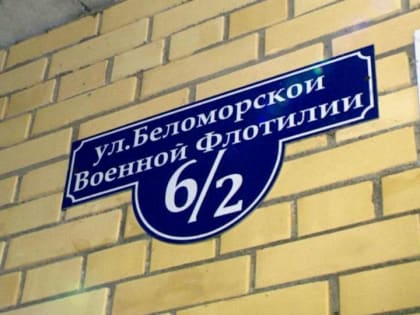 ул.Беломорской
Военной Флотилии
6/2